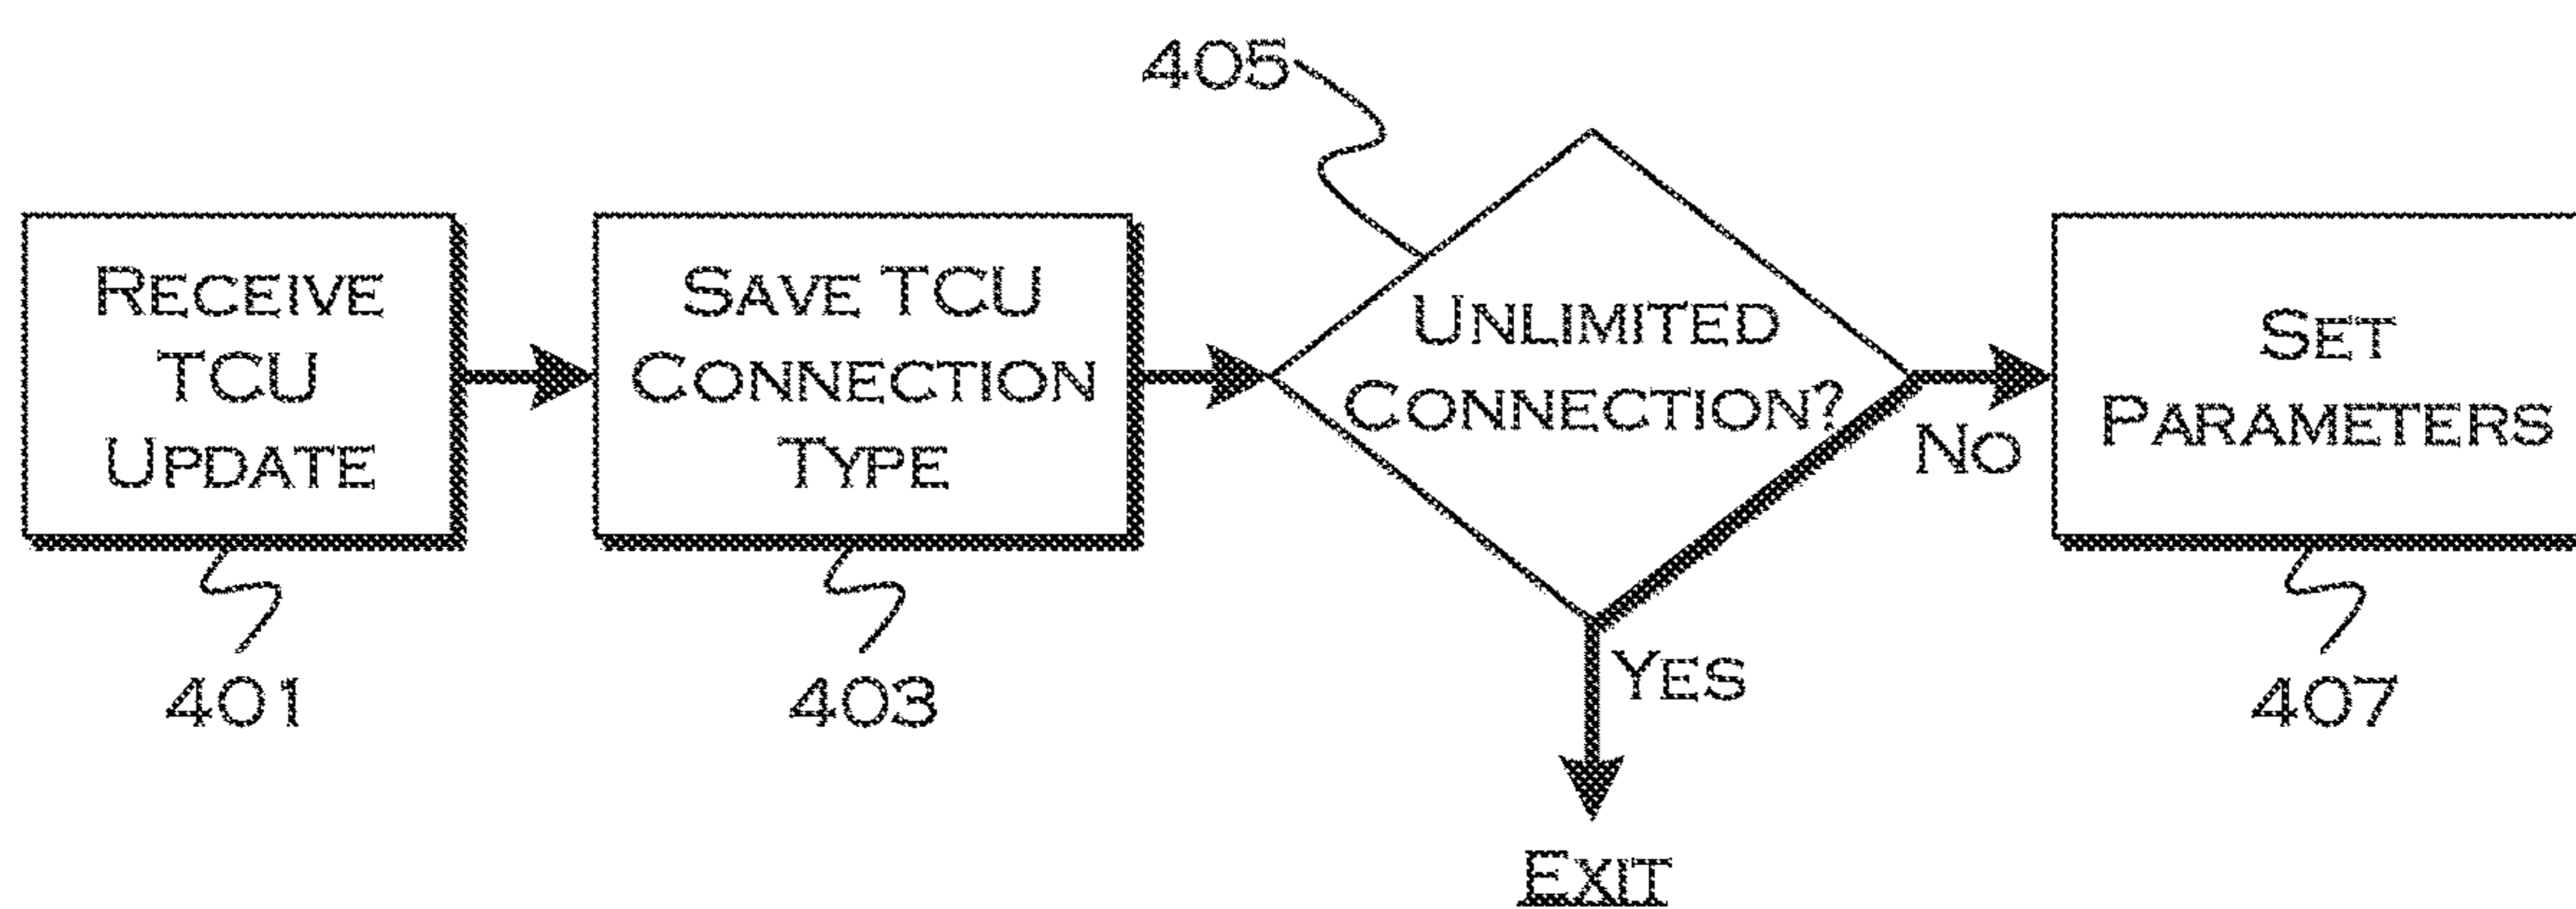 405
RECEIVE
TCU
UPDATE
SAVE TCU
CONNECTION
TYPE
UNLIMITED
CONNECTION?
NO
SET
PARAMETERS
YES
401
403
407
EXIT